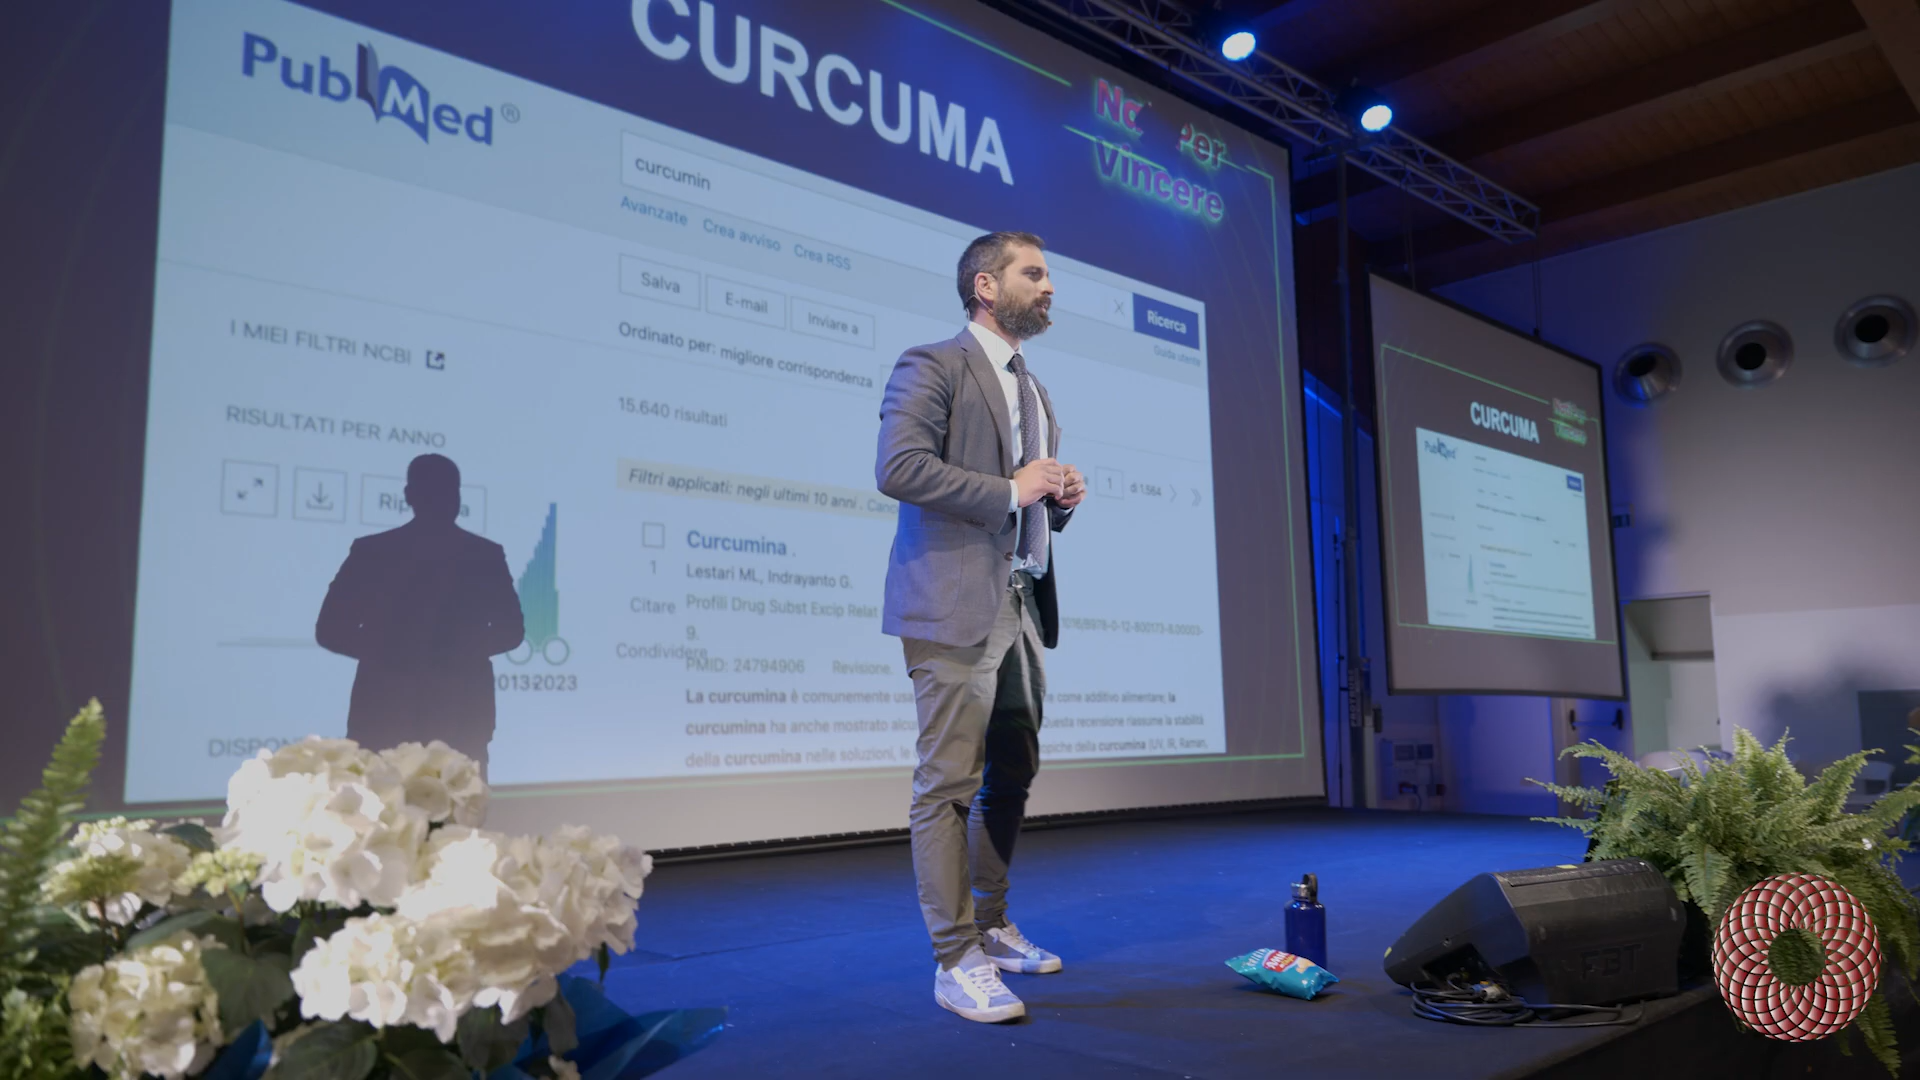 CURCUMA
PubMed®
Vincere
curcumin
Avanzate Crea avviso Crea RSS
Ricerca
Guida utente
Salva E-mail Inviare a
Ordinato per: migliore corrispondenza
I MIEI FILTRI NCBI
15.640 risultati
RISULTATI PER ANNO
Filtri applicati: negli ultimi 10 anni .
1 di 1.564
Curcumina .
1
Lestari ML, Indrayanto G.
Citare
Profili Drug Subst Excip Relat
9.
Condividere
PMID: 24794906 Revisione.
2023
La curcumina è comunemente come additivo alimentare; la
curcumina ha anche mostrato Questa recensione riassume la stabilità
della curcumina nelle soluzioni, le della curcumina (UV, IR, Raman,
CURCUMA
PubMed
FBT